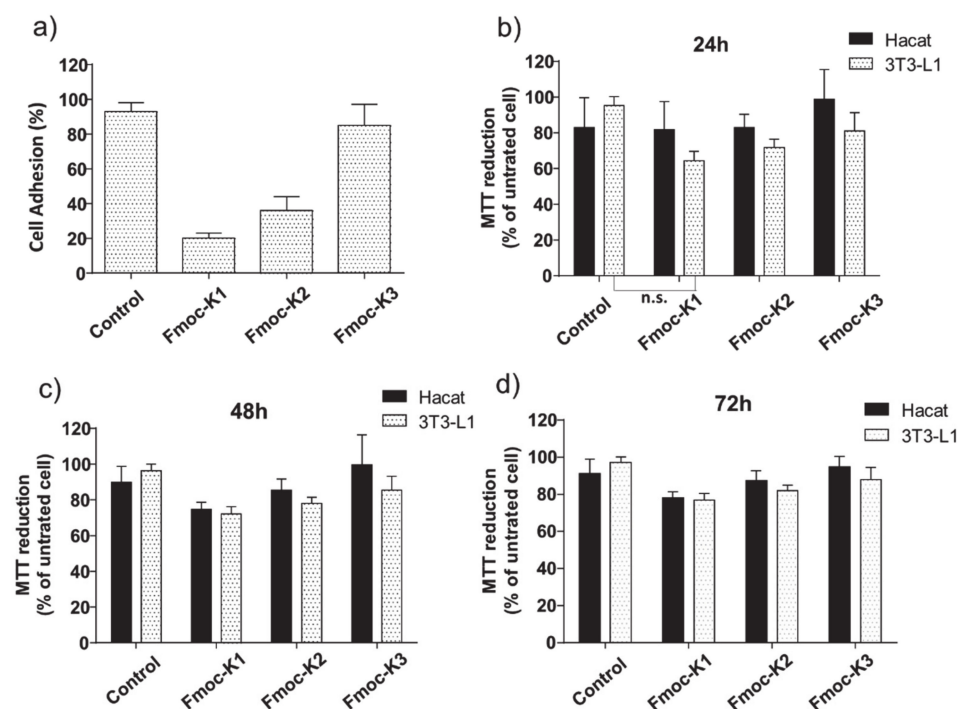 a)
Cell Adhesion (%)
120
100
80
60
40
20
0
Control
Fmoc-K1
Fmoc-K2
Fmoc-K3
b)
24h
Hacat
3T3-L1
MTT reduction
(% of untrated cell)
120
100
80
60
40
20
0
n.s.
Control
Fmoc-K1
Fmoc-K2
Fmoc-K3
c)
48h
Hacat
3T3-L1
MTT reduction
(% of untrated cell)
120
100
80
60
40
20
0
Control
Fmoc-K1
Fmoc-K2
Fmoc-K3
d)
72h
Hacat
3T3-L1
MTT reduction
(% of untrated cell)
120
100
80
60
40
20
0
Control
Fmoc-K1
Fmoc-K2
Fmoc-K3